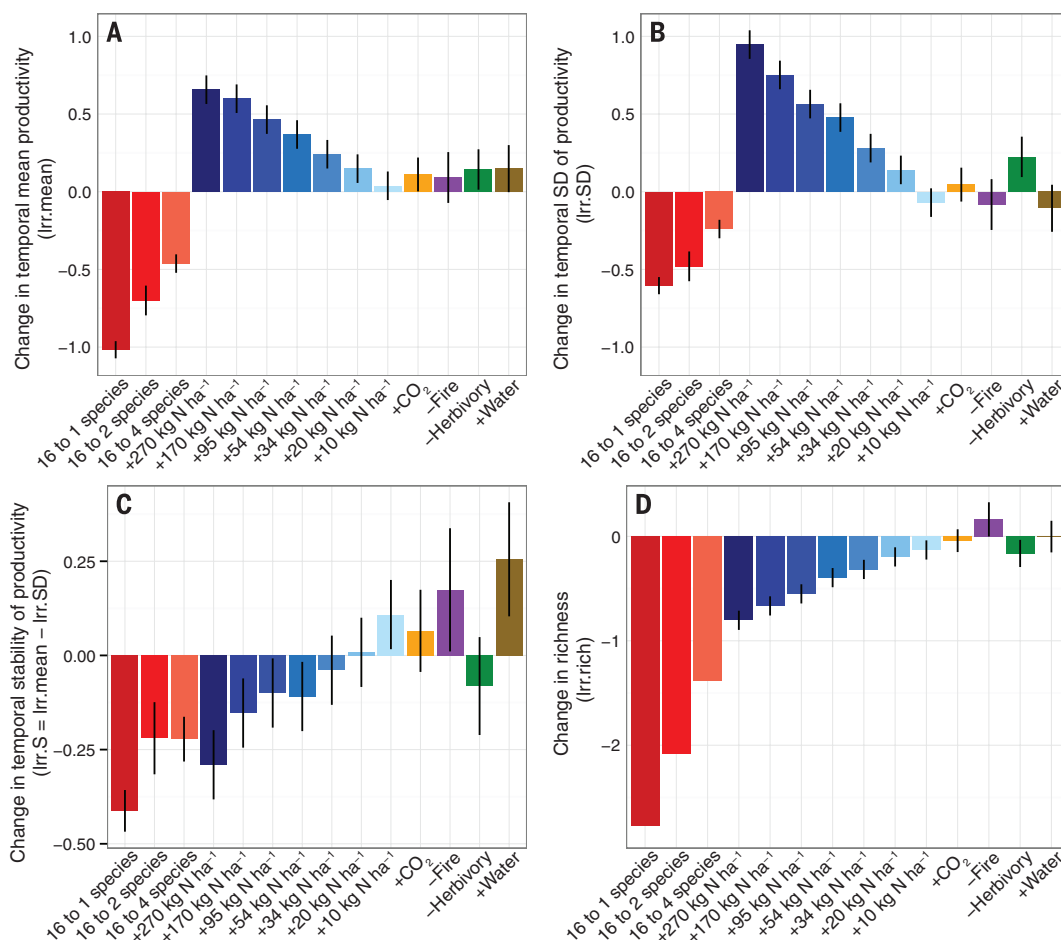 A
Change in temporal mean productivity
(lrr.mean)
1.0
0.5
0.0
−0.5
−1.0
16 to 1 species
16 to 2 species
16 to 4 species
+270 kg N ha⁻¹
+170 kg N ha⁻¹
+95 kg N ha⁻¹
+54 kg N ha⁻¹
+34 kg N ha⁻¹
+20 kg N ha⁻¹
+10 kg N ha⁻¹
+CO₂
−Fire
−Herbivory
+Water
B
Change in temporal SD of productivity
(lrr.SD)
1.0
0.5
0.0
−0.5
−1.0
16 to 1 species
16 to 2 species
16 to 4 species
+270 kg N ha⁻¹
+170 kg N ha⁻¹
+95 kg N ha⁻¹
+54 kg N ha⁻¹
+34 kg N ha⁻¹
+20 kg N ha⁻¹
+10 kg N ha⁻¹
+CO₂
−Fire
−Herbivory
+Water
C
Change in temporal stability of productivity
(lrr.S = lrr.mean − lrr.SD)
0.25
0.00
−0.25
−0.50
16 to 1 species
16 to 2 species
16 to 4 species
+270 kg N ha⁻¹
+170 kg N ha⁻¹
+95 kg N ha⁻¹
+54 kg N ha⁻¹
+34 kg N ha⁻¹
+20 kg N ha⁻¹
+10 kg N ha⁻¹
+CO₂
−Fire
−Herbivory
+Water
D
Change in richness
(lrr.rich)
0
−1
−2
16 to 1 species
16 to 2 species
16 to 4 species
+270 kg N ha⁻¹
+170 kg N ha⁻¹
+95 kg N ha⁻¹
+54 kg N ha⁻¹
+34 kg N ha⁻¹
+20 kg N ha⁻¹
+10 kg N ha⁻¹
+CO₂
−Fire
−Herbivory
+Water